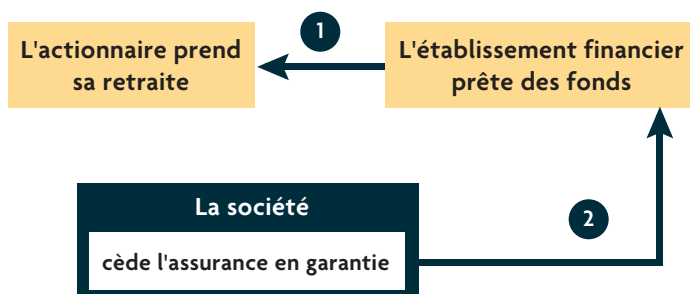 1
L'actionnaire prend
sa retraite
L'établissement financier
prête des fonds
La société
2
cède l'assurance en garantie